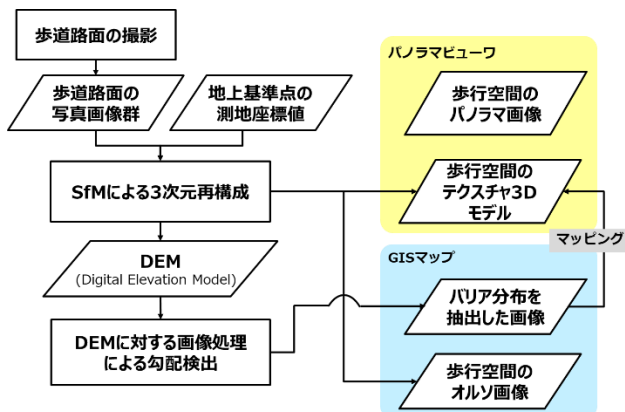 歩道路面の撮影
歩道路面の
写真画像群
地上基準点の
測地座標値
SfMによる3次元再構成
DEM
(Digital Elevation Model)
DEMに対する画像処理
による勾配検出
パノラマビューワ
歩行空間の
パノラマ画像
歩行空間の
テクスチャ3D
モデル
マッピング
GISマップ
バリア分布を
抽出した画像
歩行空間の
オルソ画像